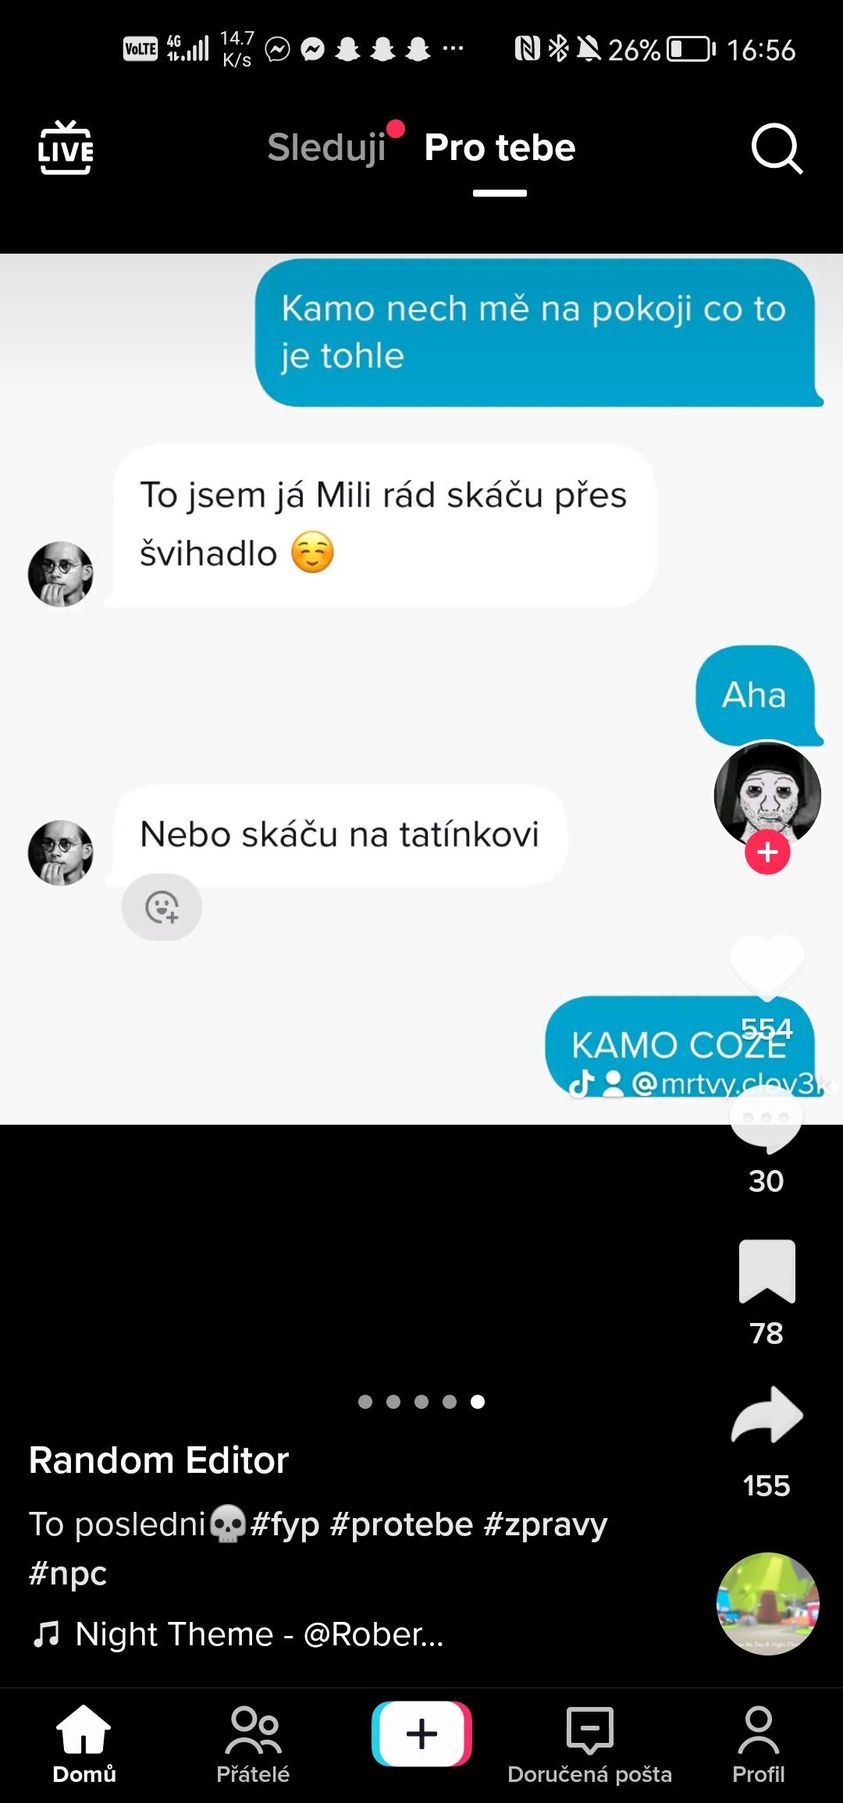 VoLTE 4G 14.7 K/s 26% 16:56
LIVE Sleduji Pro tebe
Kamo nech mě na pokoji co to
je tohle
To jsem já Mili rád skáču přes
švihadlo ☺️
Aha
Nebo skáču na tatínkovi
554
KAMO COŽE
@mrtvy.clov3k
30
78
155
Random Editor
To posledni💀#fyp #protebe #zpravy
#npc
Night Theme - @Rober...
Domů Přátelé Doručená pošta Profil